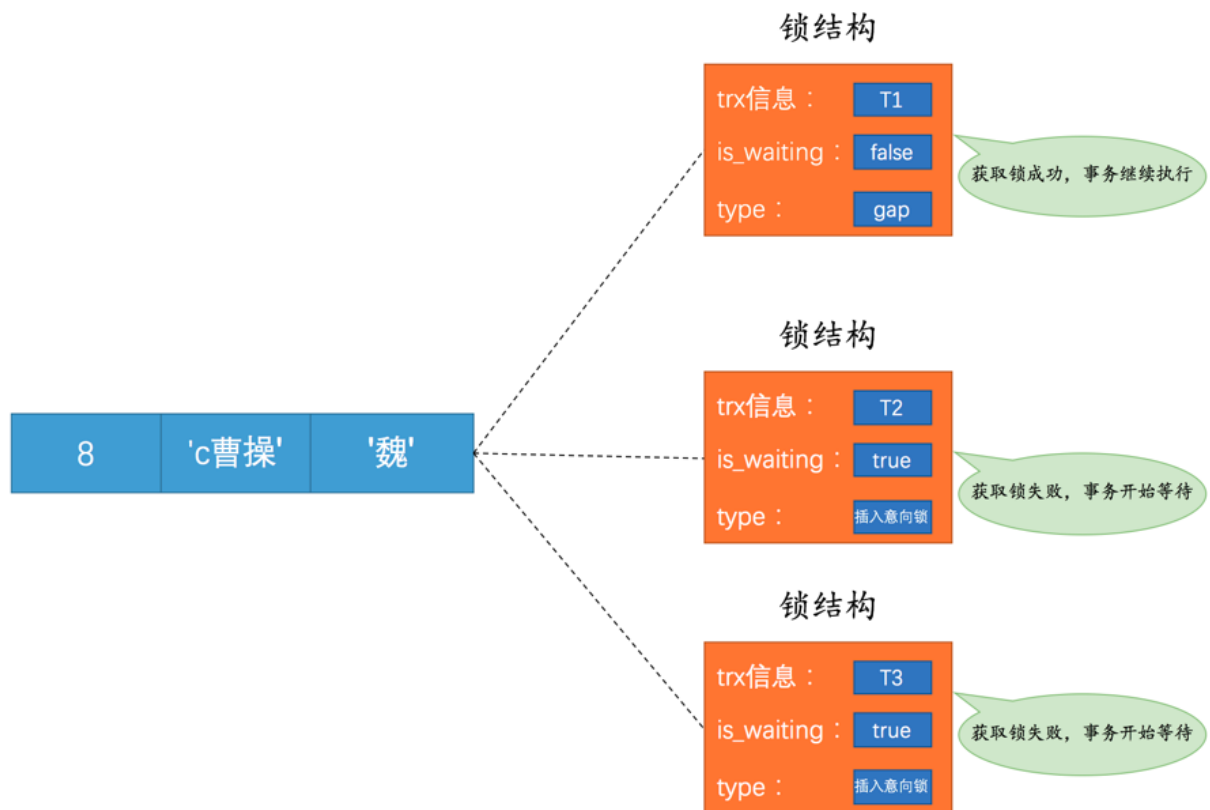 锁结构
trx信息： T1
is_waiting： false
type： gap
获取锁成功，事务继续执行
锁结构
trx信息： T2
is_waiting： true
type： 插入意向锁
获取锁失败，事务开始等待
8 'c曹操' '魏'
锁结构
trx信息： T3
is_waiting： true
type： 插入意向锁
获取锁失败，事务开始等待